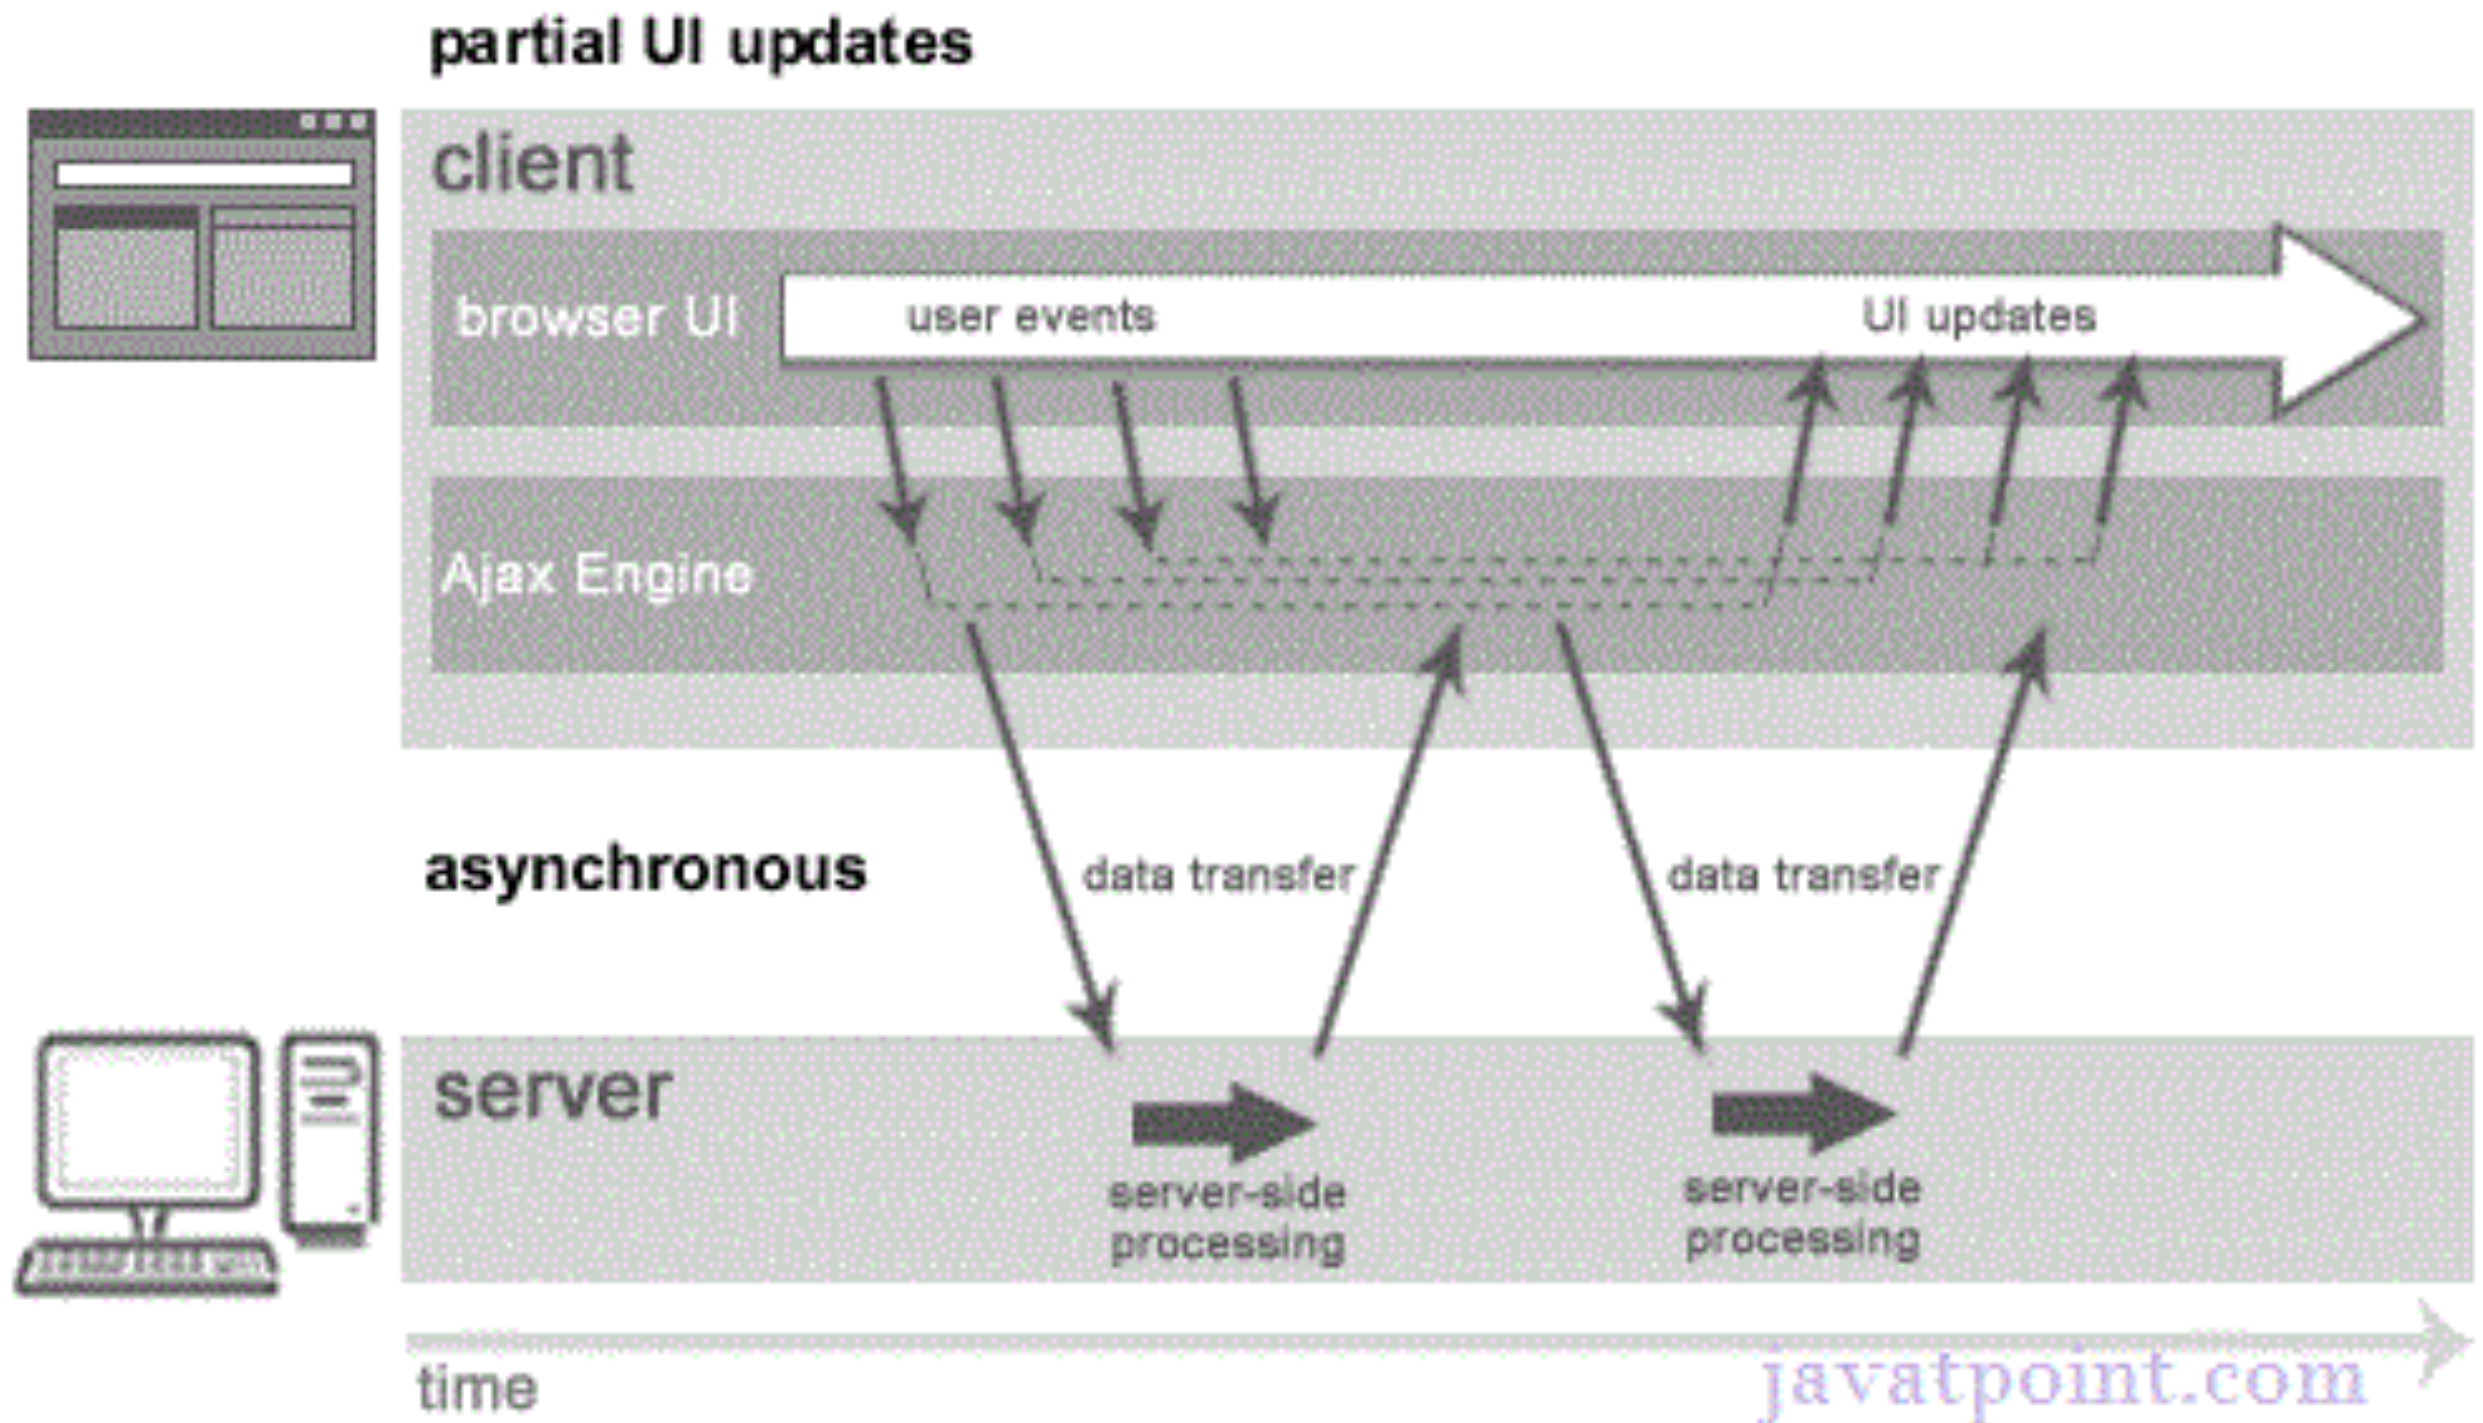 partial UI updates
client
browser UI
user events
UI updates
Ajax Engine
asynchronous
data transfer
data transfer
server
server-side
processing
server-side
processing
time
javatpoint.com